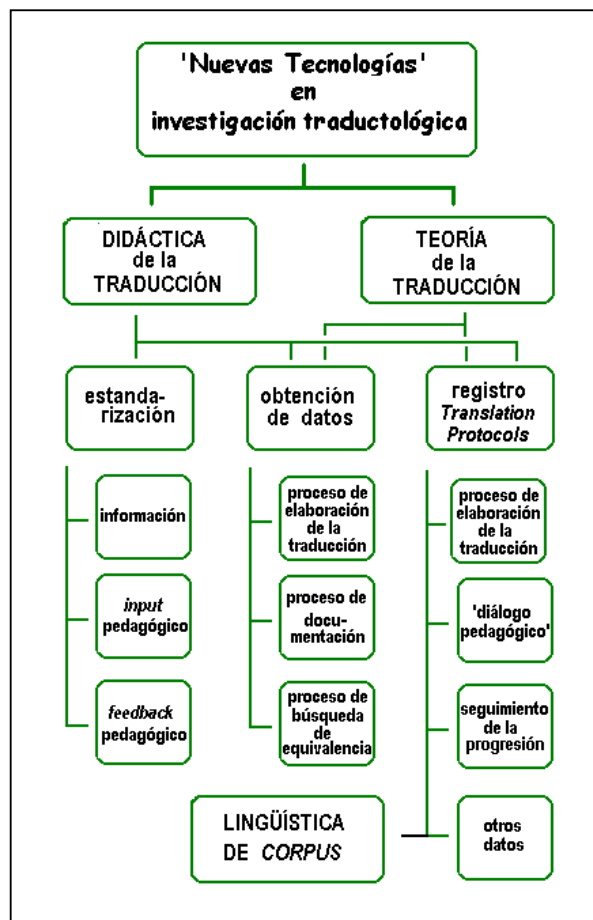 'Nuevas Tecnologías'
en
investigación traductológica
DIDÁCTICA
de la
TRADUCCIÓN
TEORÍA
de la
TRADUCCIÓN
estanda-
rización
obtención
de datos
registro
Translation
Protocols
información
input
pedagógico
feedback
pedagógico
proceso de
elaboración
de la
traducción
proceso de
docu-
mentación
proceso de
búsqueda
de
equivalencia
proceso de
elaboración
de la
traducción
'diálogo
pedagógico'
seguimiento
de la
progresión
otros
datos
LINGÜÍSTICA
DE CORPUS